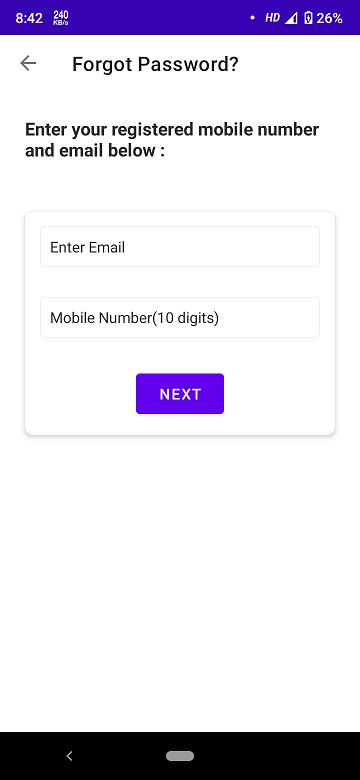 8:42 240 KB/s HD 26%
Forgot Password?
Enter your registered mobile number
and email below :
Enter Email
Mobile Number(10 digits)
NEXT